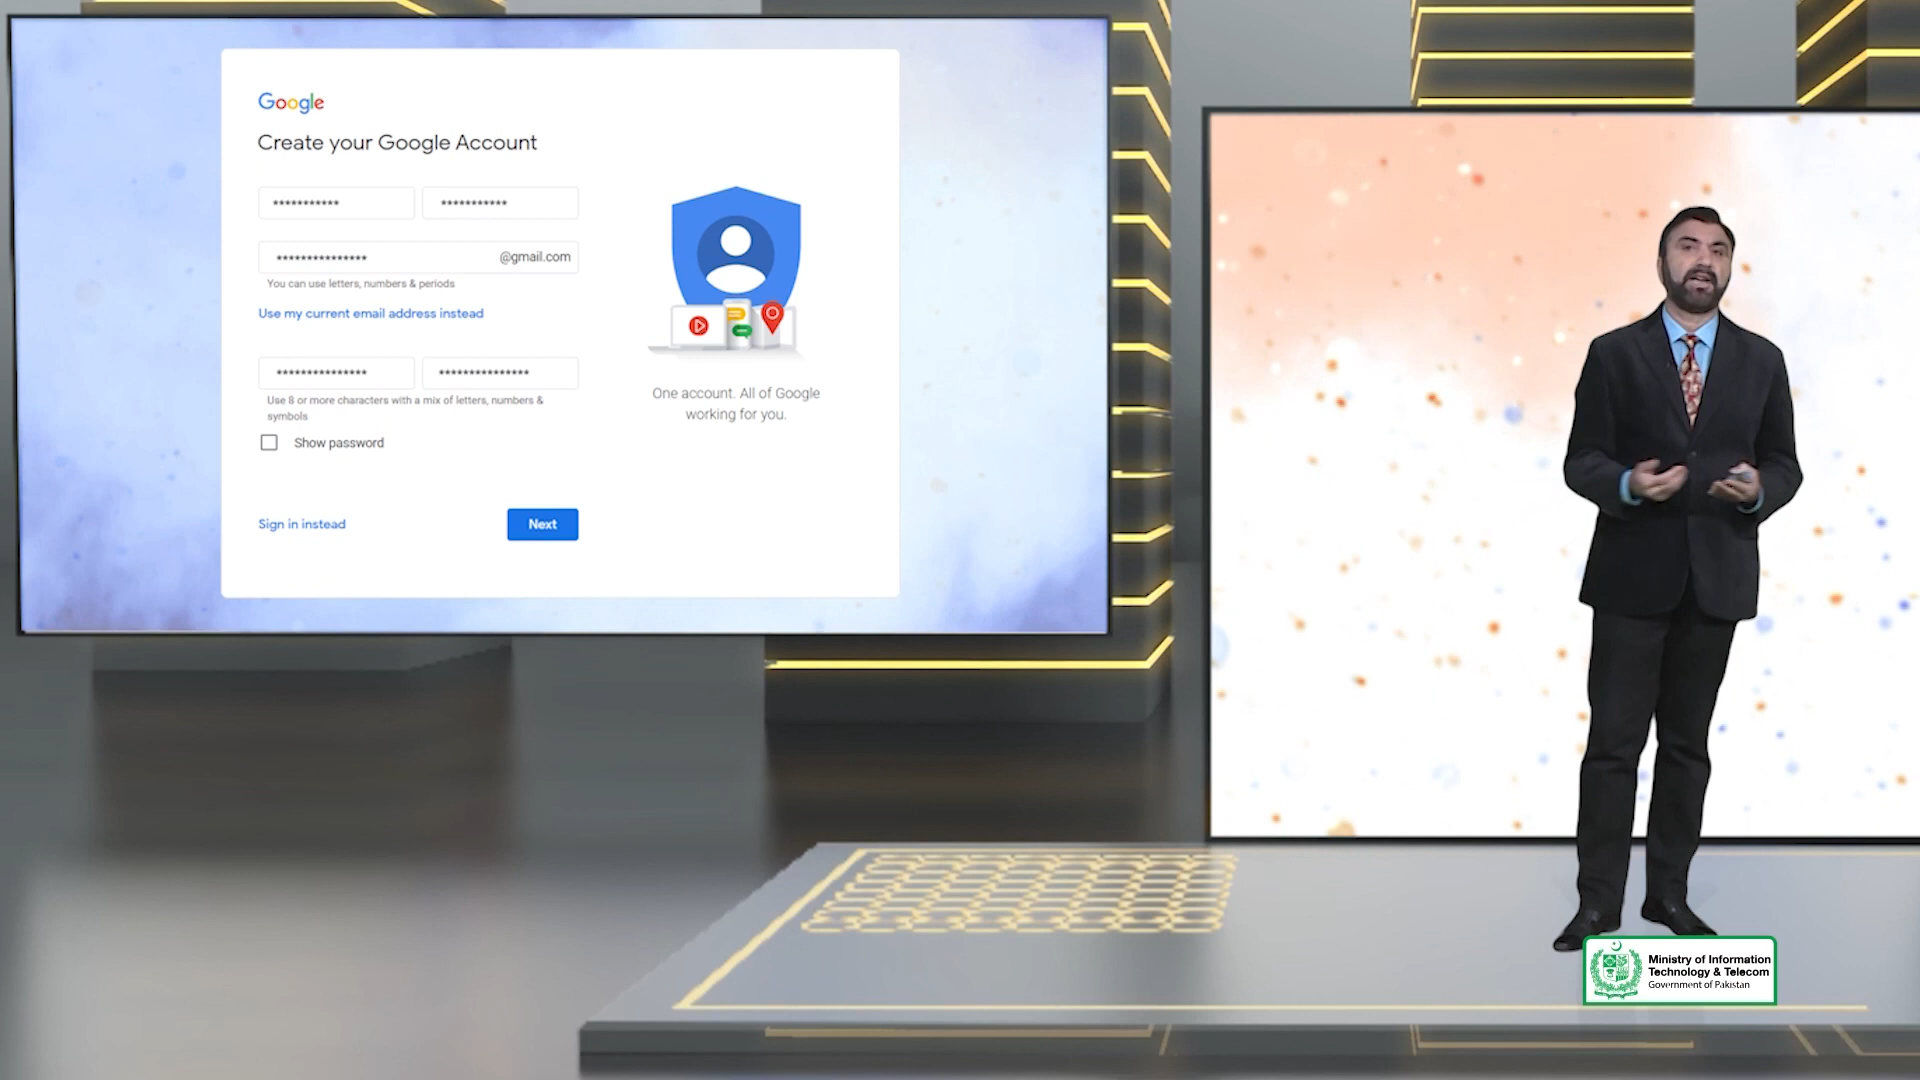 Google
Create your Google Account
*********** ***********
*************** @gmail.com
You can use letters, numbers & periods
Use my current email address instead
*************** ***************
Use 8 or more characters with a mix of letters, numbers &
symbols
Show password
Sign in instead
Next
One account. All of Google
working for you.
Ministry of Information
Technology & Telecom
Government of Pakistan